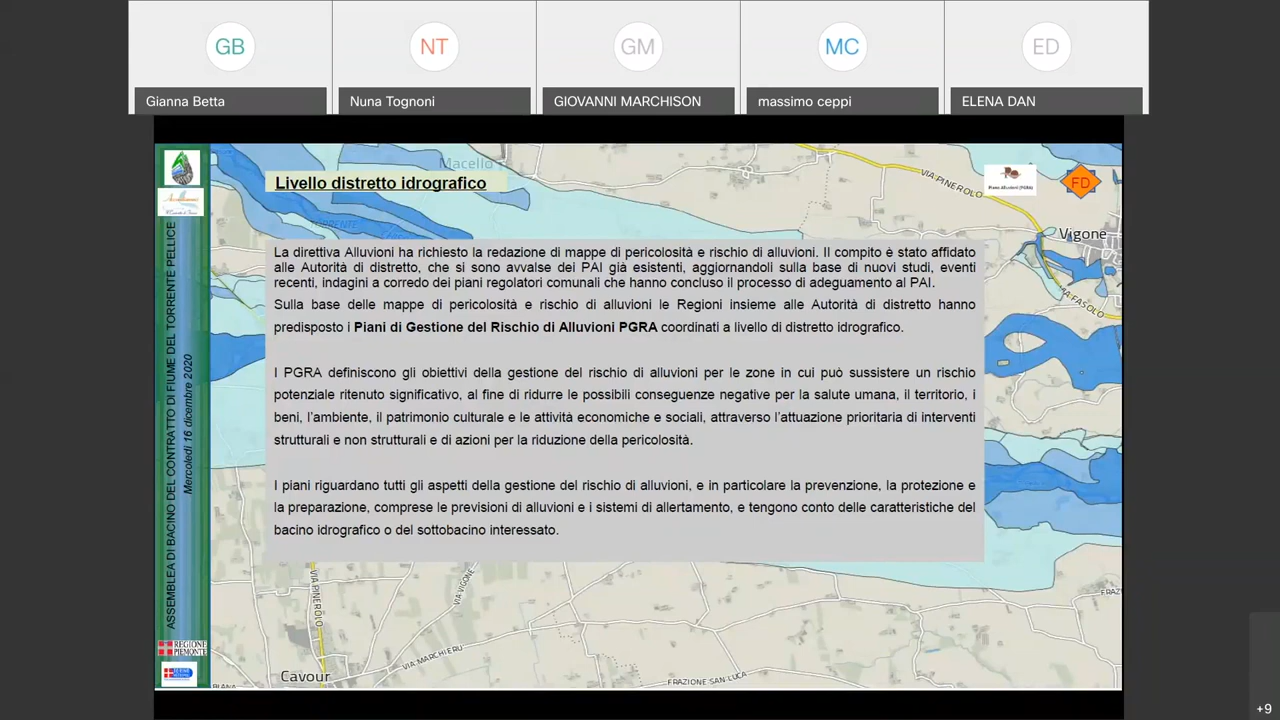 GB
NT
GM
MC
ED
Gianna Betta
Nuna Tognoni
GIOVANNI MARCHISON
massimo ceppi
ELENA DAN
Macello
Livello distretto idrografico
VIA PINEROLO
Piano Alluvioni (PGRA)
FD
TORRENTE
Vigone
VIA FASOLO
La direttiva Alluvioni ha richiesto la redazione di mappe di pericolosità e rischio di alluvioni. Il compito è stato affidato
alle Autorità di distretto, che si sono avvalse dei PAI già esistenti, aggiornandoli sulla base di nuovi studi, eventi
recenti, indagini a corredo dei piani regolatori comunali che hanno concluso il processo di adeguamento al PAI.
Sulla base delle mappe di pericolosità e rischio di alluvioni le Regioni insieme alle Autorità di distretto hanno
predisposto i Piani di Gestione del Rischio di Alluvioni PGRA coordinati a livello di distretto idrografico.
I PGRA definiscono gli obiettivi della gestione del rischio di alluvioni per le zone in cui può sussistere un rischio
potenziale ritenuto significativo, al fine di ridurre le possibili conseguenze negative per la salute umana, il territorio, i
beni, l'ambiente, il patrimonio culturale e le attività economiche e sociali, attraverso l'attuazione prioritaria di interventi
strutturali e non strutturali e di azioni per la riduzione della pericolosità.
I piani riguardano tutti gli aspetti della gestione del rischio di alluvioni, e in particolare la prevenzione, la protezione e
la preparazione, comprese le previsioni di alluvioni e i sistemi di allertamento, e tengono conto delle caratteristiche del
bacino idrografico o del sottobacino interessato.
ASSEMBLEA DI BACINO DEL CONTRATTO DI FIUME DEL TORRENTE PELLICE
Mercoledì 16 dicembre 2020
VIA PINEROLO
VIA VIGONE
VIA MARCHIERU
Cavour
FRAZIONE SAN LUCA
FRAZ
REGIONE
PIEMONTE
+9